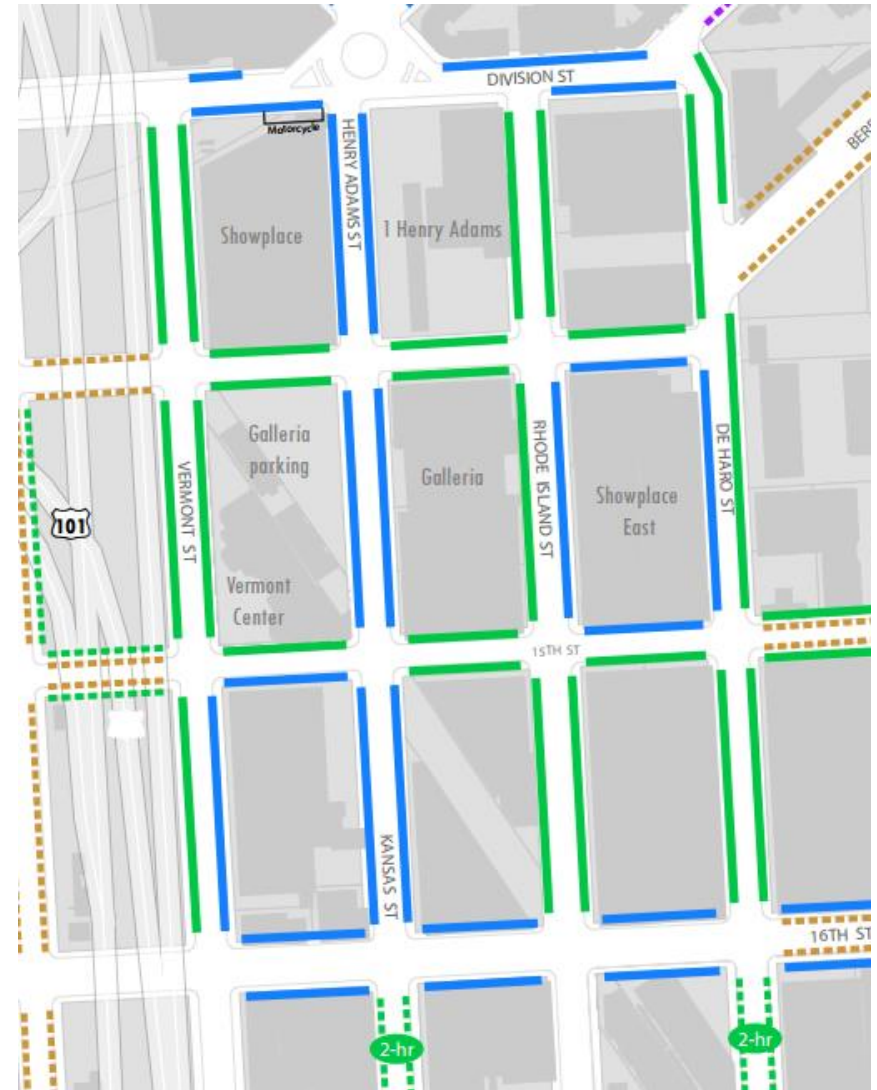 DIVISION ST
Motorcycle
HENRY ADAMS ST
Showplace
1 Henry Adams
Galleria
parking
Galleria
VERMONT ST
RHODE ISLAND ST
DE HARO ST
Showplace
East
101
Vermont
Center
15TH ST
KANSAS ST
16TH ST
2-hr
2-hr